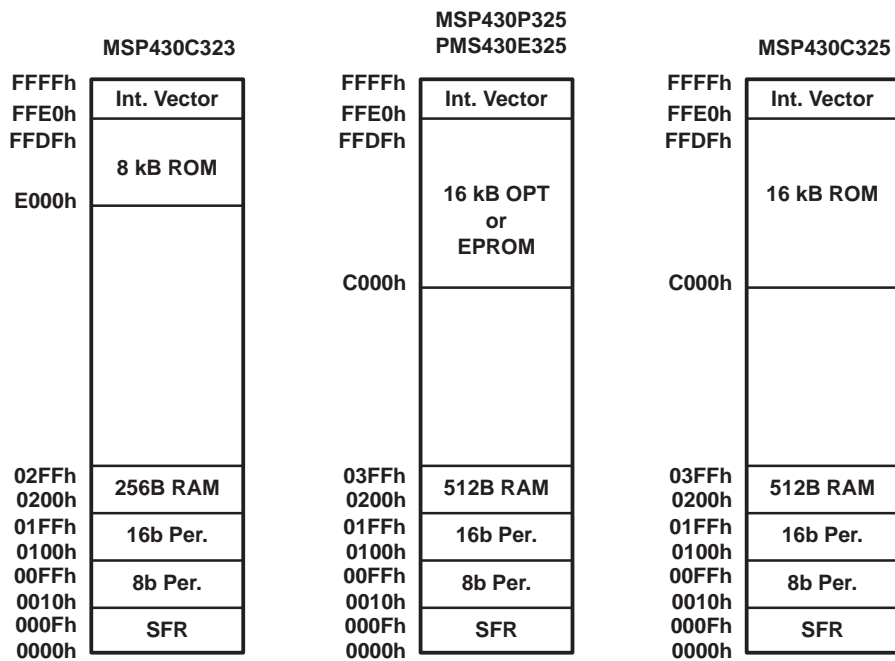 MSP430C323
FFFFh
Int. Vector
FFE0h
FFDFh
8 kB ROM
E000h
02FFh
256B RAM
0200h
01FFh
16b Per.
0100h
00FFh
8b Per.
0010h
000Fh
SFR
0000h
MSP430P325
PMS430E325
FFFFh
Int. Vector
FFE0h
FFDFh
16 kB OPT
or
EPROM
C000h
03FFh
512B RAM
0200h
01FFh
16b Per.
0100h
00FFh
8b Per.
0010h
000Fh
SFR
0000h
MSP430C325
FFFFh
Int. Vector
FFE0h
FFDFh
16 kB ROM
C000h
03FFh
512B RAM
0200h
01FFh
16b Per.
0100h
00FFh
8b Per.
0010h
000Fh
SFR
0000h